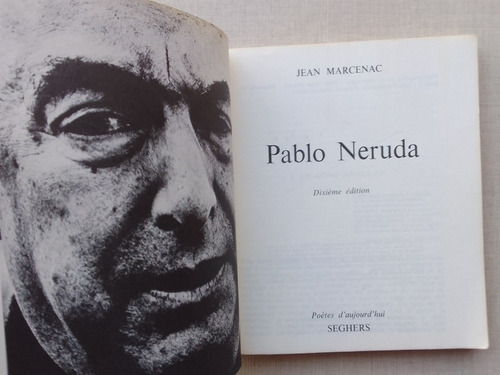 JEAN MARCENAC
Pablo Neruda
Dixième édition
Poètes d'aujourd'hui
SEGHERS